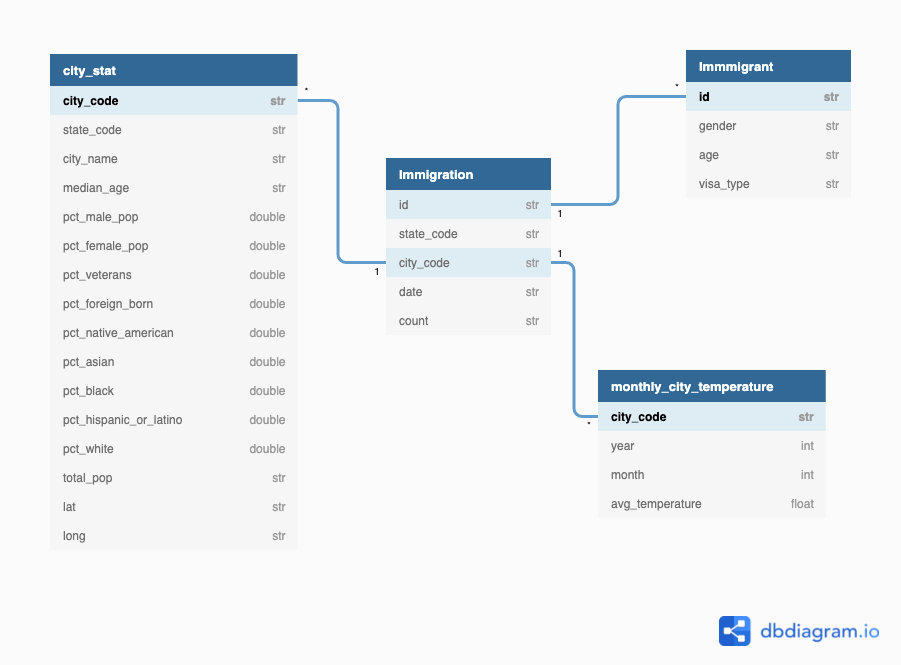 city_stat
city_code str
state_code str
city_name str
median_age str
pct_male_pop double
pct_female_pop double
pct_veterans double
pct_foreign_born double
pct_native_american double
pct_asian double
pct_black double
pct_hispanic_or_latino double
pct_white double
total_pop str
lat str
long str
*
1
Immigration
id str
state_code str
city_code str
date str
count str
1
1
*
Immmigrant
id str
gender str
age str
visa_type str
*
monthly_city_temperature
city_code str
year int
month int
avg_temperature float
dbdiagram.io